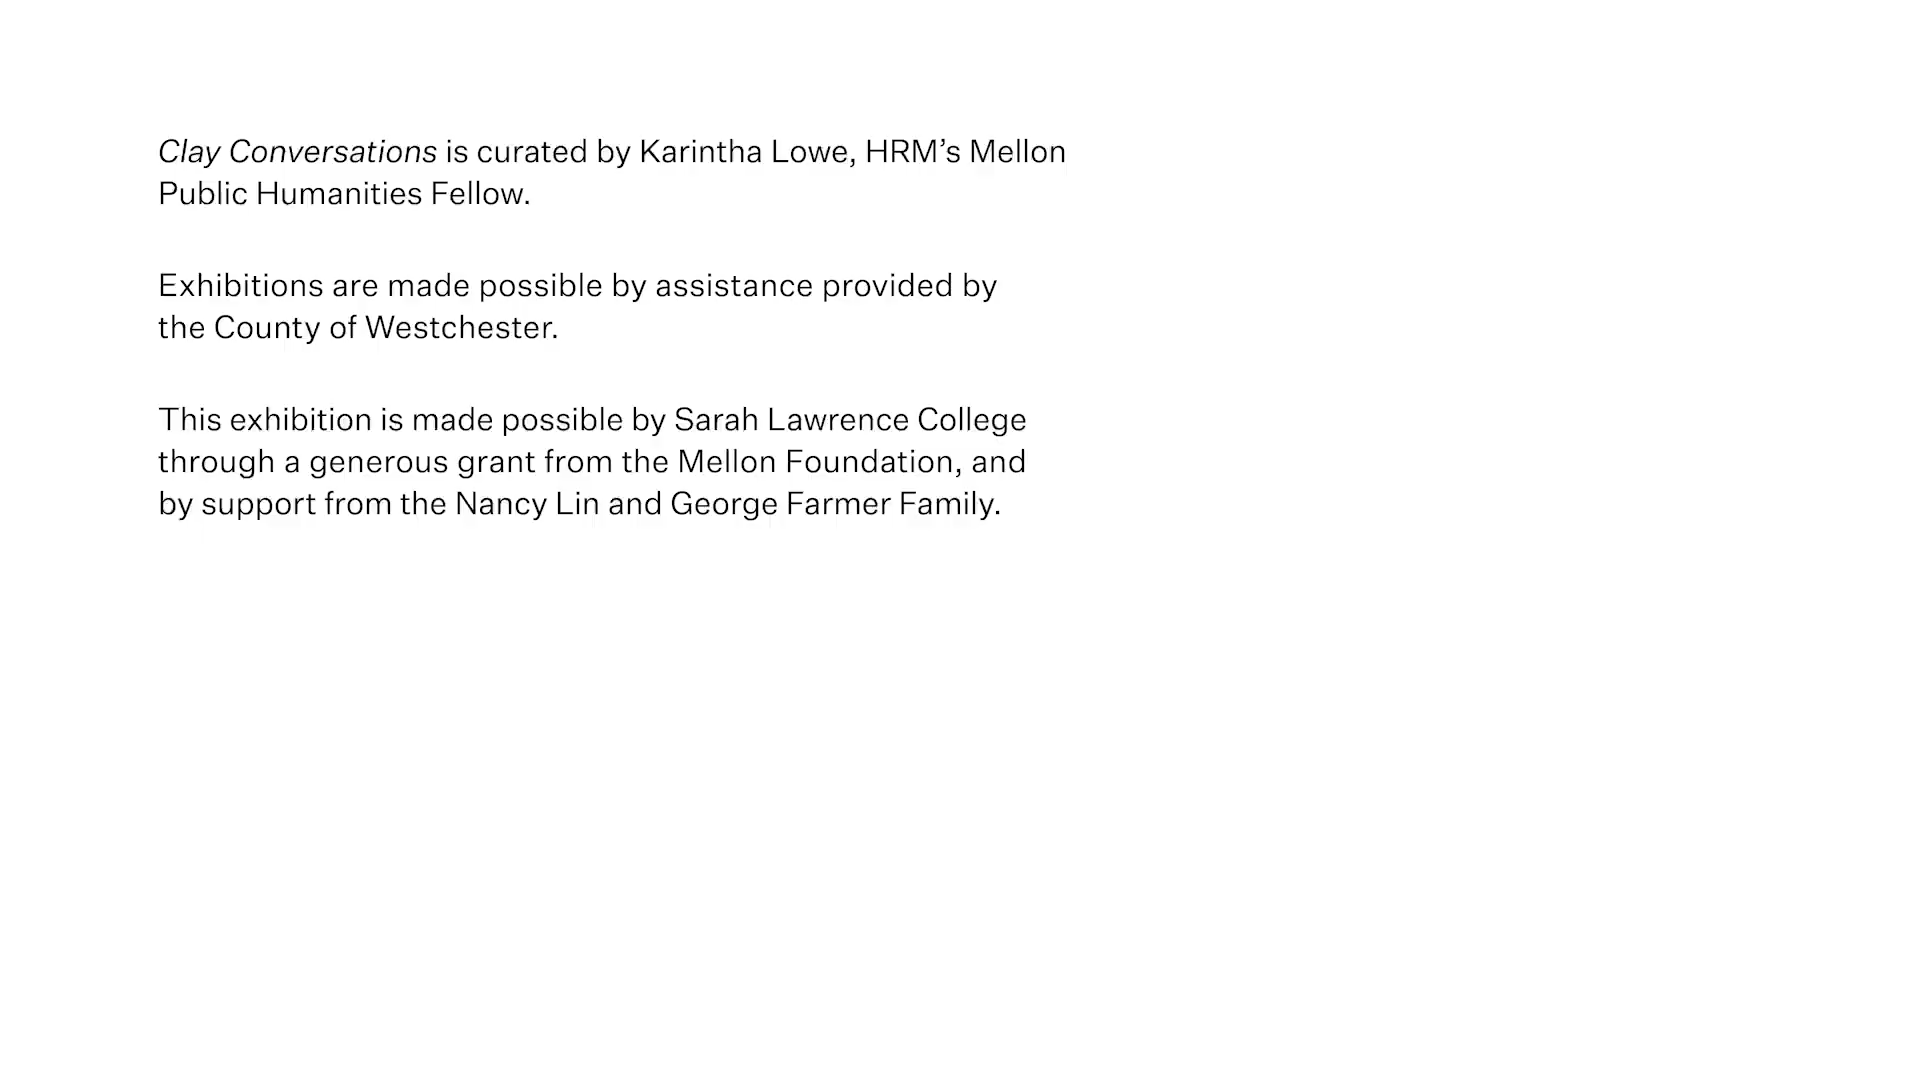 Clay Conversations is curated by Karintha Lowe, HRM’s Mellon
Public Humanities Fellow.
Exhibitions are made possible by assistance provided by
the County of Westchester.
This exhibition is made possible by Sarah Lawrence College
through a generous grant from the Mellon Foundation, and
by support from the Nancy Lin and George Farmer Family.